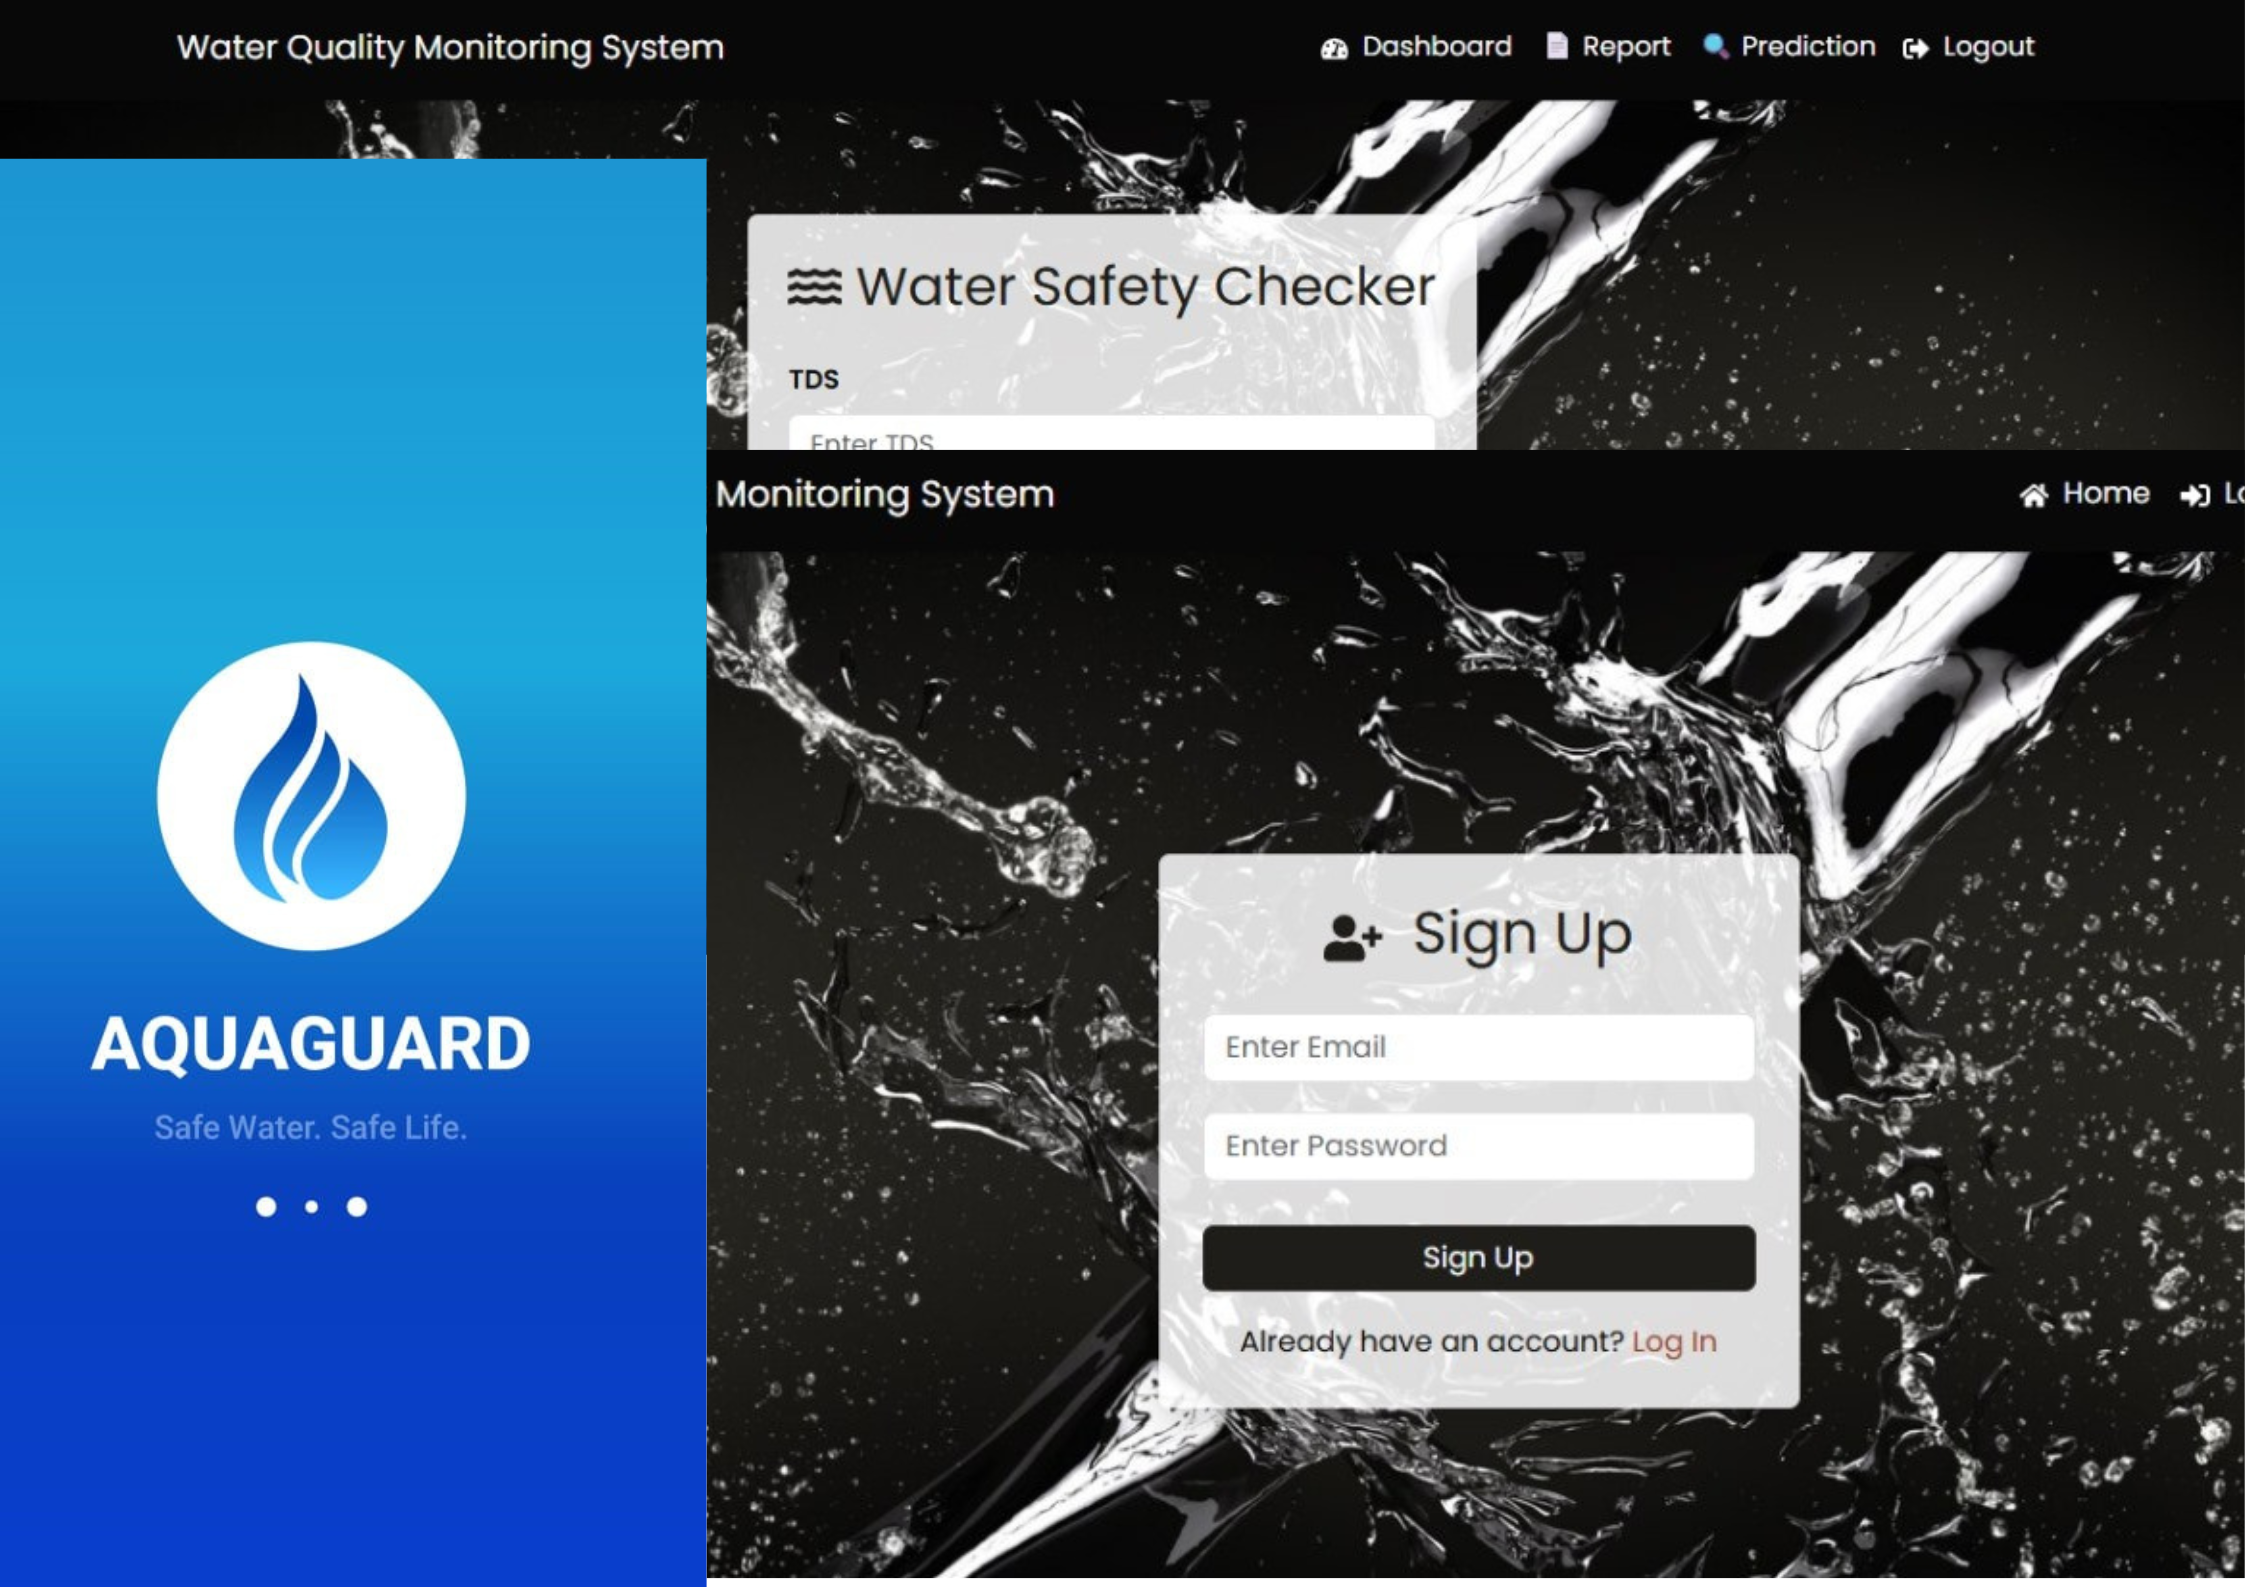 Water Quality Monitoring System
Dashboard Report Prediction Logout
Water Safety Checker
TDS
Enter TDS
Monitoring System
Home
AQUAGUARD
Safe Water. Safe Life.
Sign Up
Enter Email
Enter Password
Sign Up
Already have an account? Log In